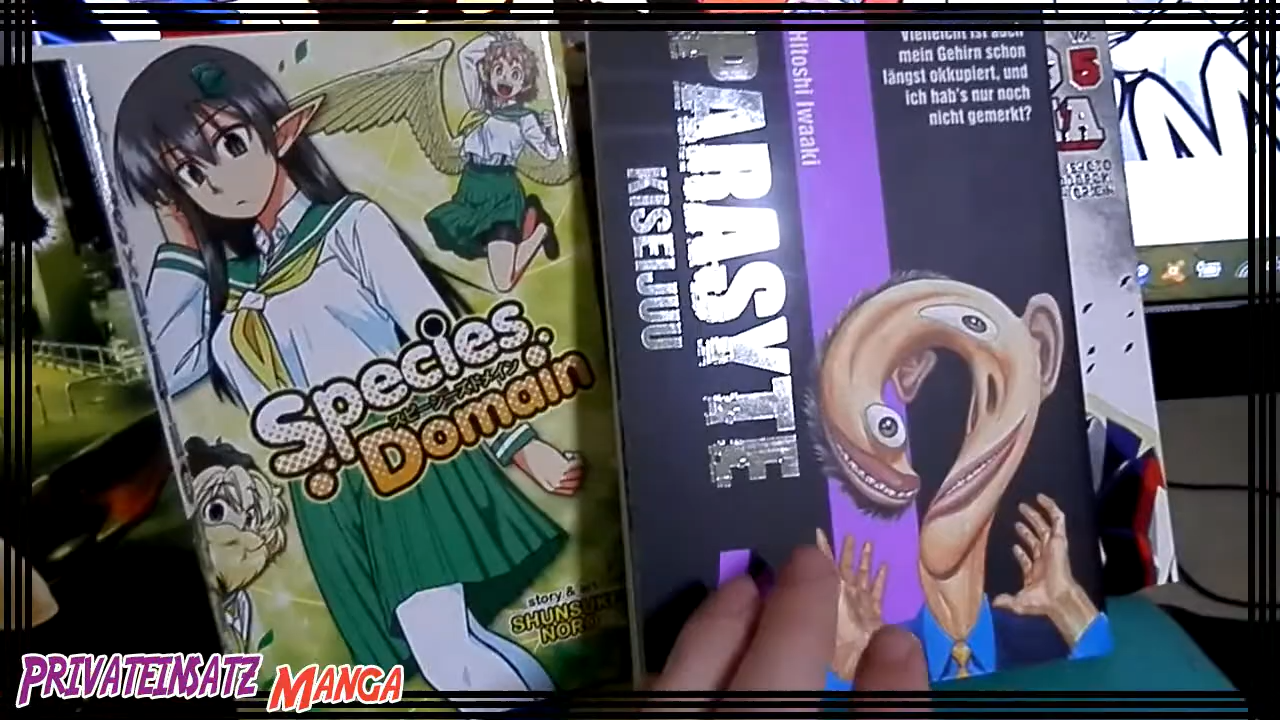 Species
スピーシーズドメイン
Domain
story & art
SHUNSUKE
NORO
PARASYTE
KISEIJUU
Hitoshi Iwaaki
Vielleicht ist auch
mein Gehirn schon
längst okkupiert, und
ich hab's nur noch
nicht gemerkt?
5
PRIVATEINSATZ MANGA